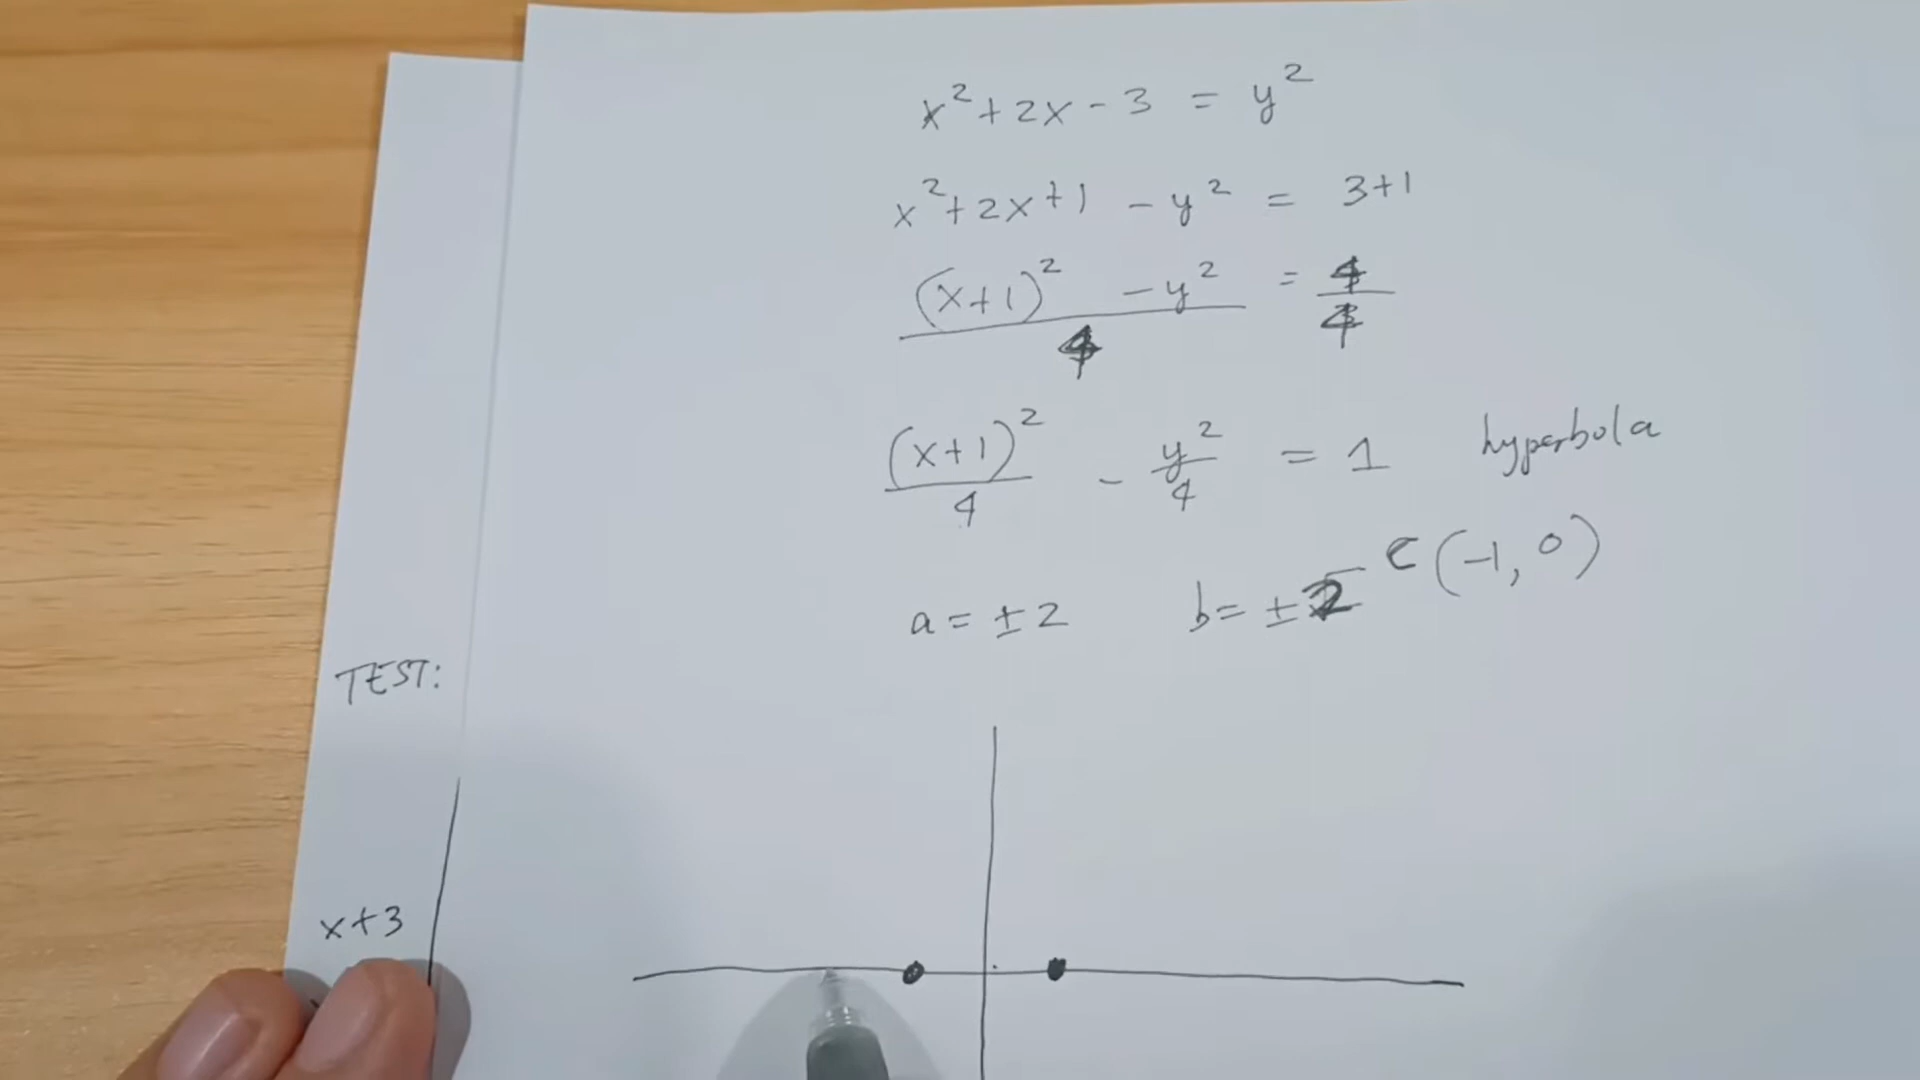 x² + 2x - 3 = y²
x² + 2x + 1 - y² = 3+1
(x+1)² - y² / 4 = 4/4
(x+1)²/4 - y²/4 = 1 hyperbola
C (-1, 0)
a = ±2 b = ±2
TEST:
x+3